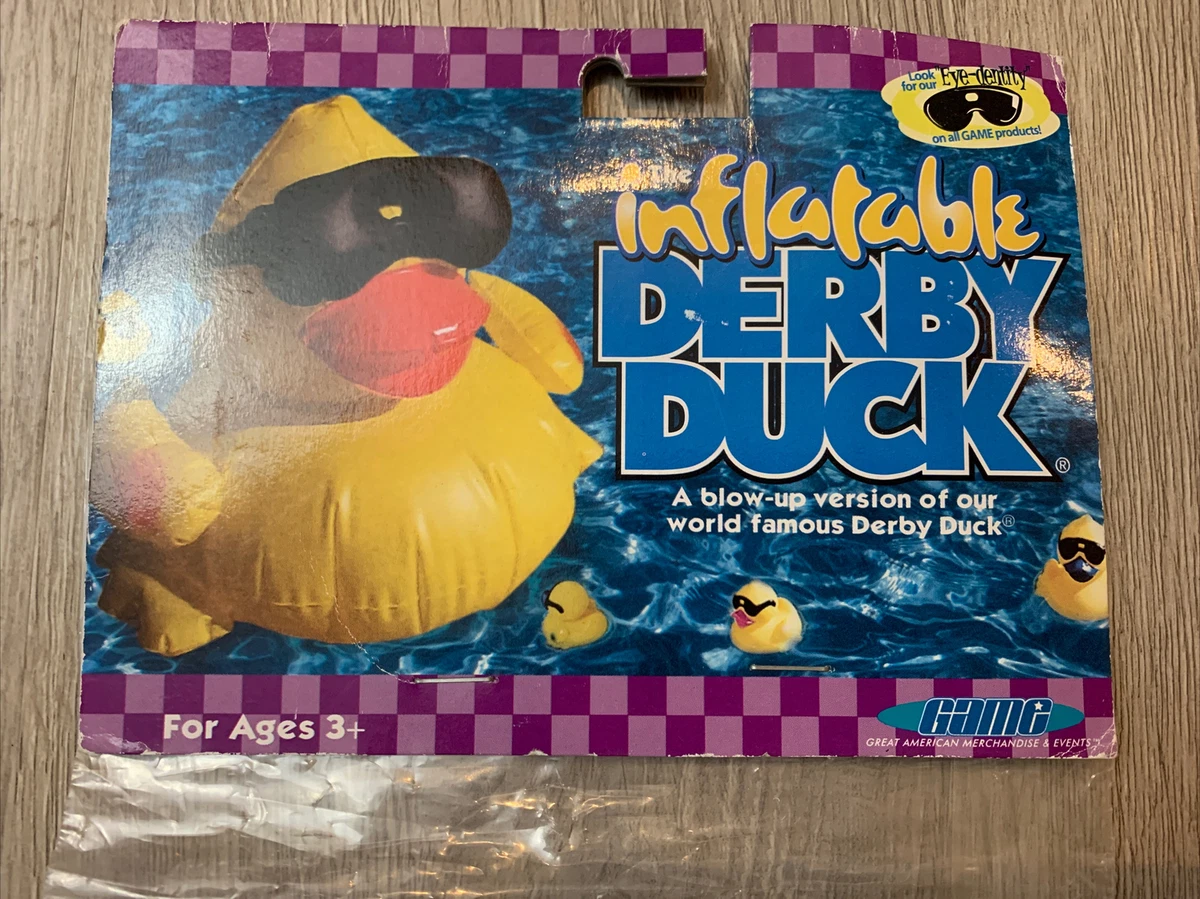 Look
for our
"Eye-dentity"
on all GAME products!
the
inflatable
DERBY
DUCK®
A blow-up version of our
world famous Derby Duck®
For Ages 3+
GAME
GREAT AMERICAN MERCHANDISE & EVENTS™